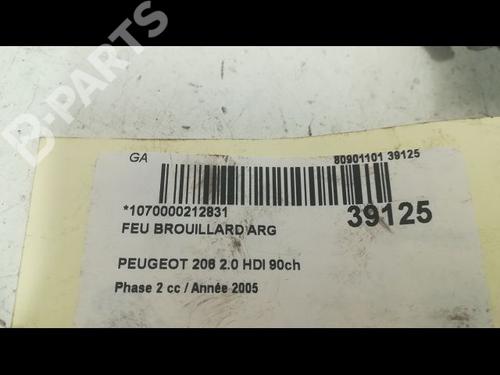 B-PARTS
GA
80901101 39125
*1070000212831
39125
FEU BROUILLARD ARG
PEUGEOT 206 2.0 HDI 90ch
Phase 2 cc / Année 2005